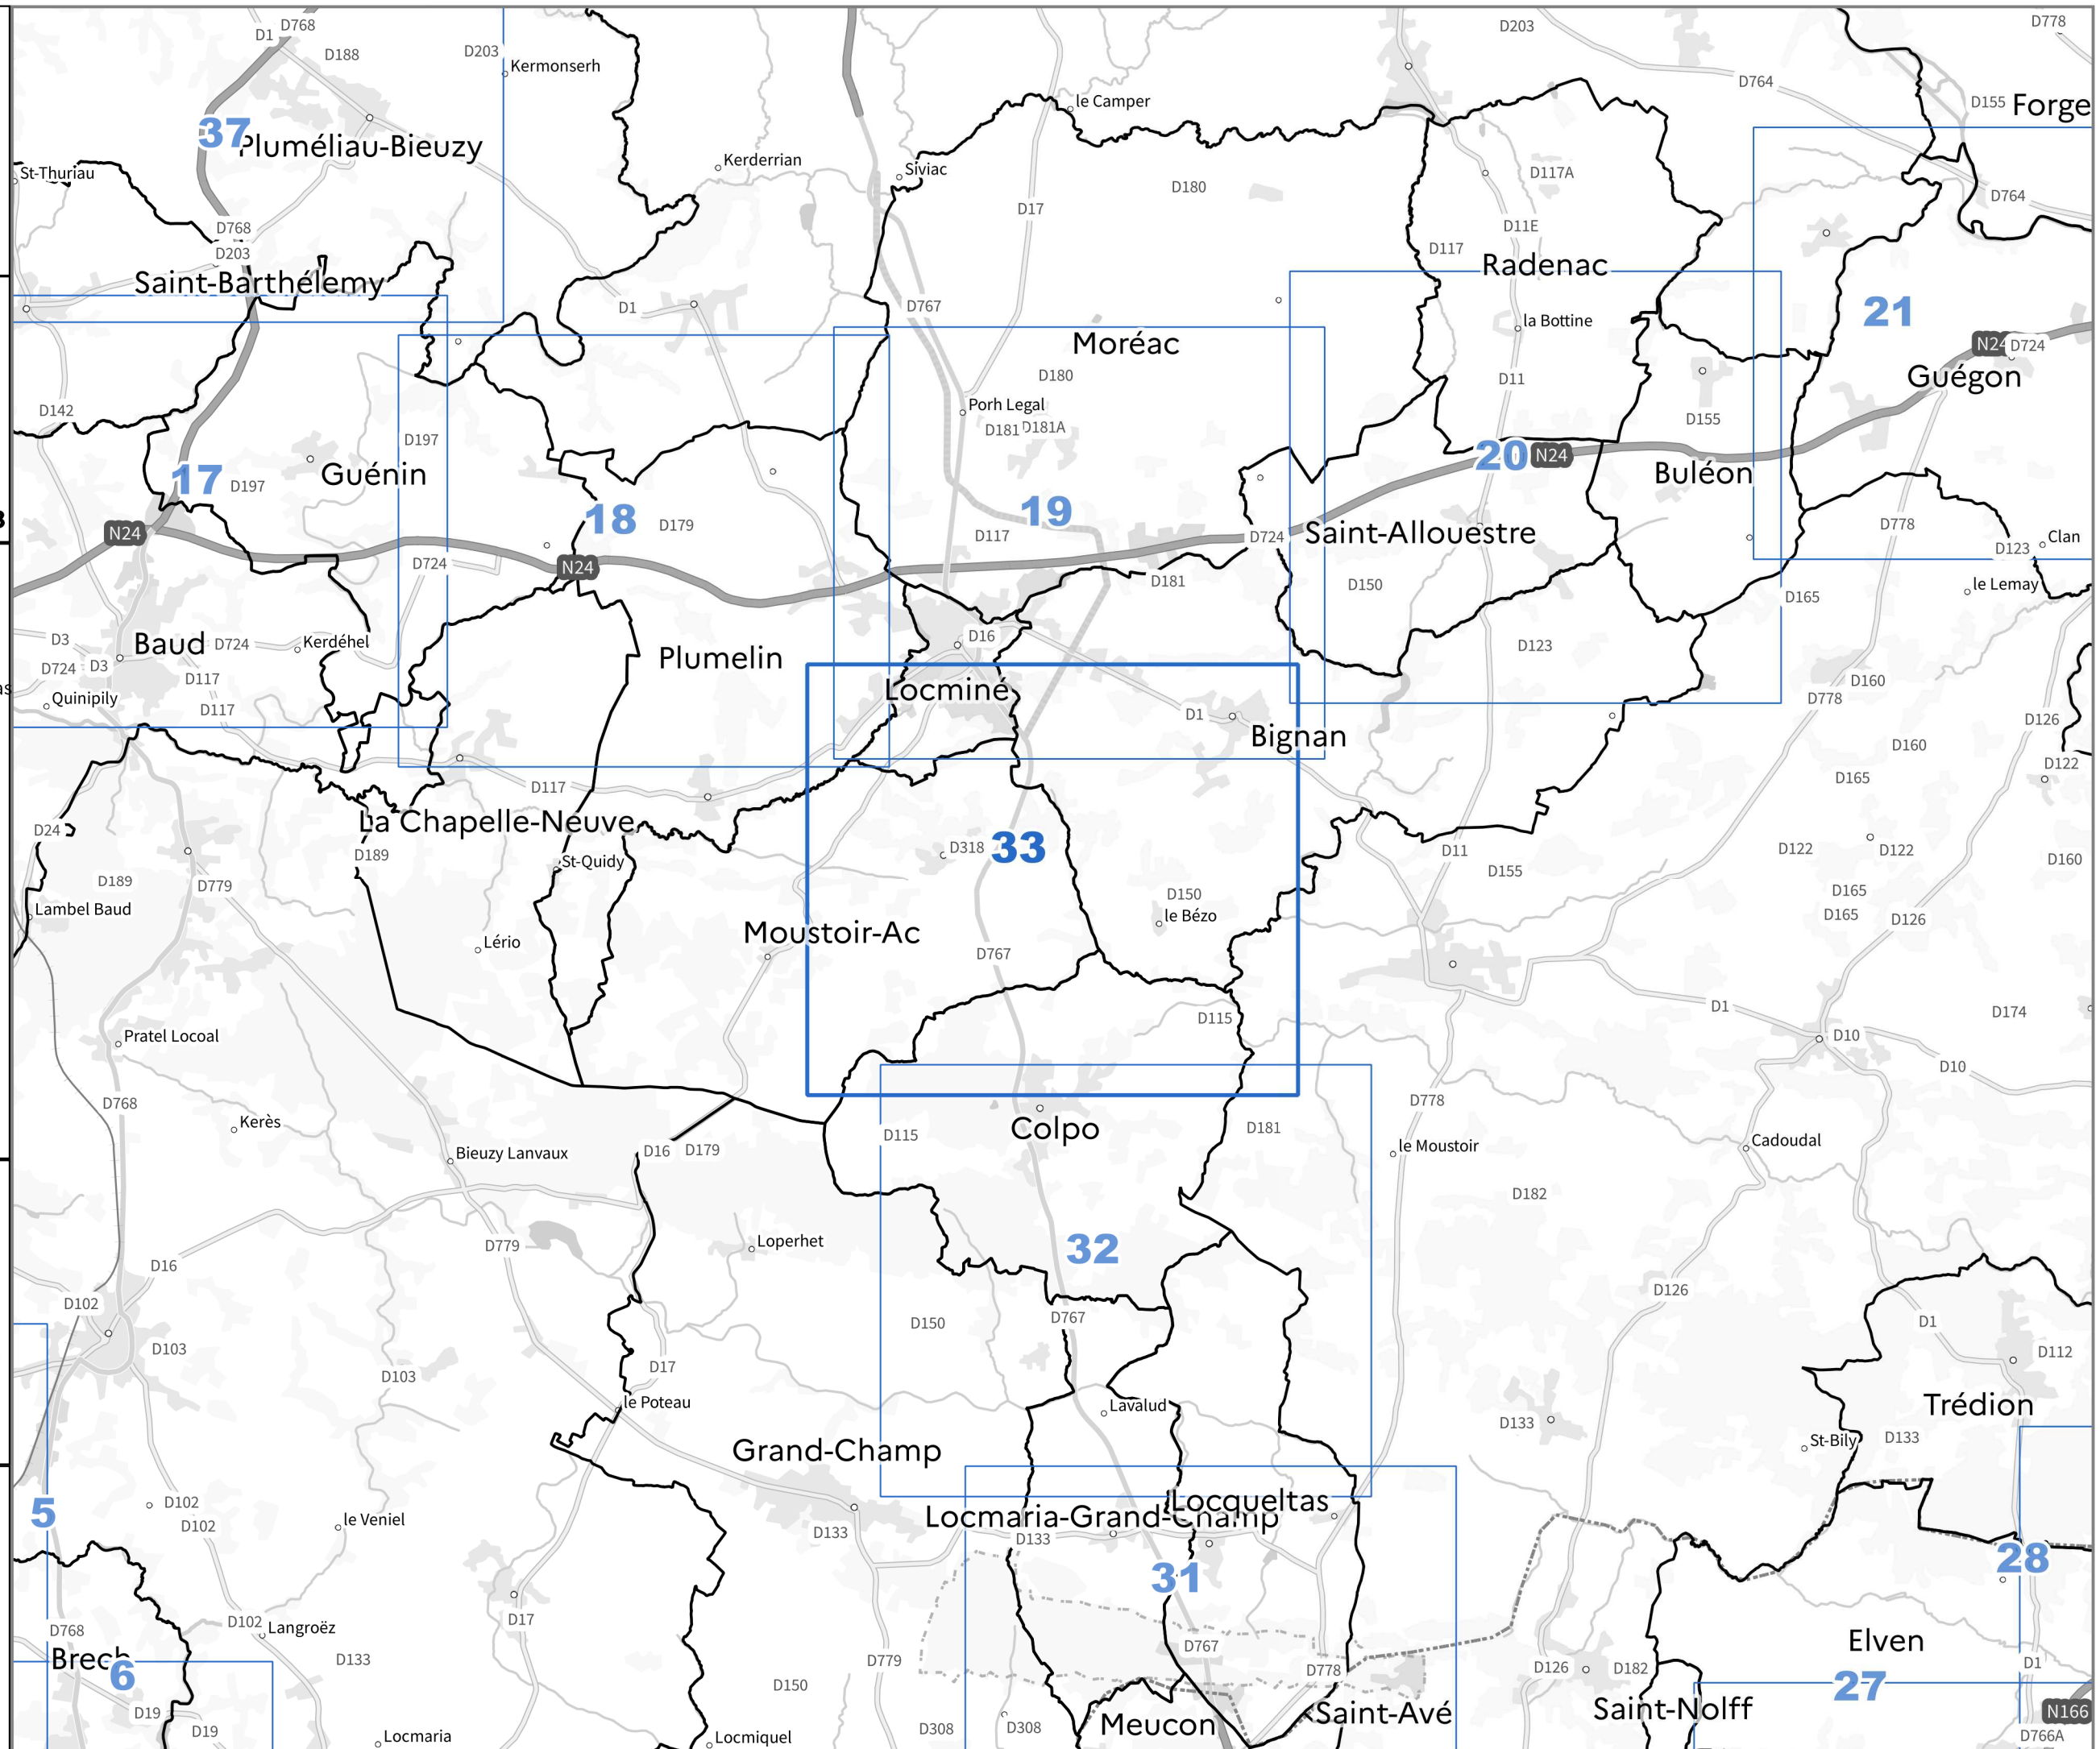 D768
D1
D188
D203
Kermonserh
D203
D778
D764
le Camper
D155
Forge
37
Pluméliau-Bieuzy
St-Thuriau
Kerderrian
Siviac
D180
D117A
D764
D17
D11E
D768
D203
D117
Radenac
Saint-Barthélemy
D1
D767
la Bottine
21
Moréac
N24
D724
D180
D11
Guégon
D142
Porh Legal
D181
D181A
D155
D197
17
D197
Guénin
20
N24
Buléon
18
D179
19
N24
D117
D724
Saint-Allouestre
D778
Clan
D123
D724
N24
D181
D150
D165
le Lemay
D3
Baud
D724
Kerdéhel
D16
D123
D724
D3
D117
Plumelin
D160
Quinipily
D117
Locminé
D778
D1
Bignan
D126
D160
D122
D165
D117
La Chapelle-Neuve
D24
D189
St-Quidy
D318
33
D11
D155
D122
D122
D160
D189
D779
D150
D165
Lambel Baud
le Bézo
D165
D126
Moustoir-Ac
Lério
D767
D1
D174
D115
Pratel Locoal
D10
D10
D768
D778
Kerès
Colpo
D115
D181
Bieuzy Lanvaux
D16
D179
le Moustoir
Cadoudal
D182
D779
Loperhet
32
D16
D126
D102
D150
D767
D1
D103
D112
D17
D103
le Poteau
Lavalud
Trédion
D133
St-Bily
D133
Grand-Champ
5
D102
D102
le Veniel
Locqueltas
Locmaria-Grand-Champ
D133
D133
31
28
D17
D102
Langroëz
D768
Brech
D133
D779
D767
Elven
D778
D126
D182
D1
6
D150
27
D19
D19
Locmaria
Locmiquel
D308
D308
Meucon
Saint-Avé
Saint-Nolff
N166
D766A